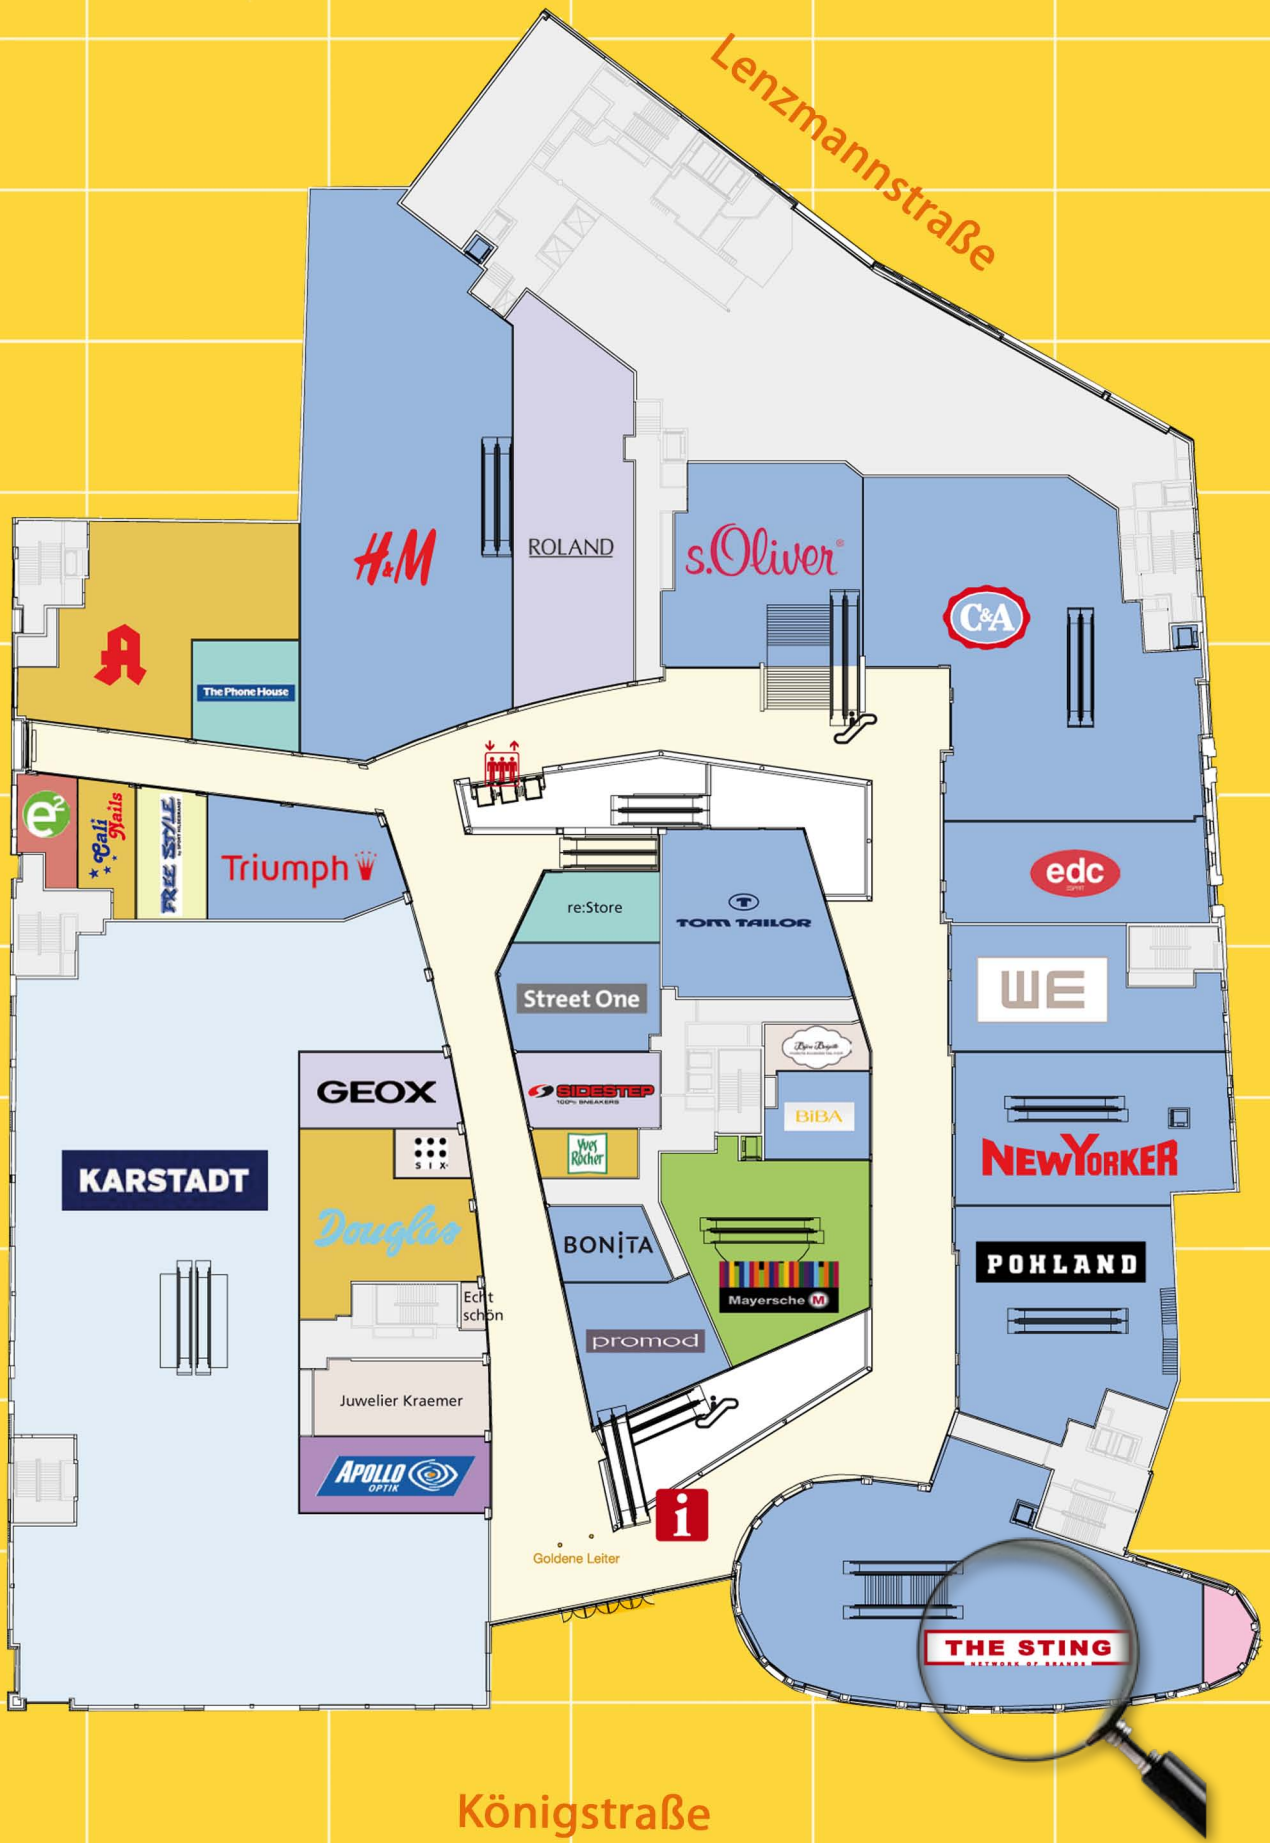 Lenzmannstraße
H&M
ROLAND
s.Oliver®
C&A
A
The Phone House
e2
Cali
Nails
FREE STYLE
Triumph
re:Store
TOM TAILOR
edc
ESPRIT
Street One
WE
GEOX
SIDESTEP
100% SNEAKERS
BiBA
SIX
Yves
Rocher
NEW YORKER
KARSTADT
Douglas
BONiTA
Mayersche M
POHLAND
Echt
schön
promod
Juwelier Kraemer
APOLLO
OPTIK
i
Goldene Leiter
THE STING
NETWORK OF BRANDS
Königstraße